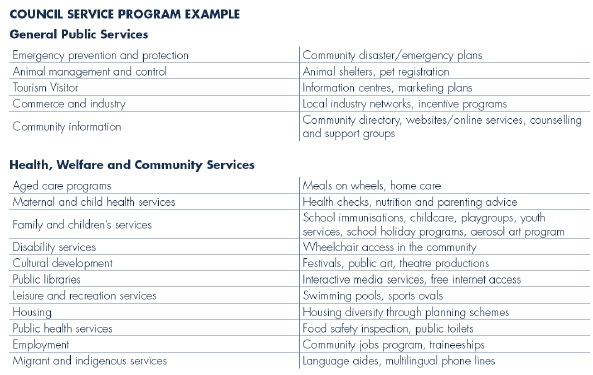 COUNCIL SERVICE PROGRAM EXAMPLE
General Public Services
Emergency prevention and protection Community disaster/emergency plans
Animal management and control Animal shelters, pet registration
Tourism Visitor Information centres, marketing plans
Commerce and industry Local industry networks, incentive programs
Community information Community directory, websites/online services, counselling
and support groups
Health, Welfare and Community Services
Aged care programs Meals on wheels, home care
Maternal and child health services Health checks, nutrition and parenting advice
Family and children's services School immunisations, childcare, playgroups, youth
services, school holiday programs, aerosol art program
Disability services Wheelchair access in the community
Cultural development Festivals, public art, theatre productions
Public libraries Interactive media services, free internet access
Leisure and recreation services Swimming pools, sports ovals
Housing Housing diversity through planning schemes
Public health services Food safety inspection, public toilets
Employment Community jobs program, traineeships
Migrant and indigenous services Language aides, multilingual phone lines